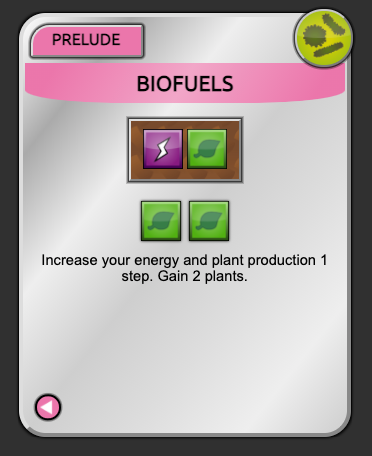 PRELUDE
BIOFUELS
Increase your energy and plant production 1
step. Gain 2 plants.